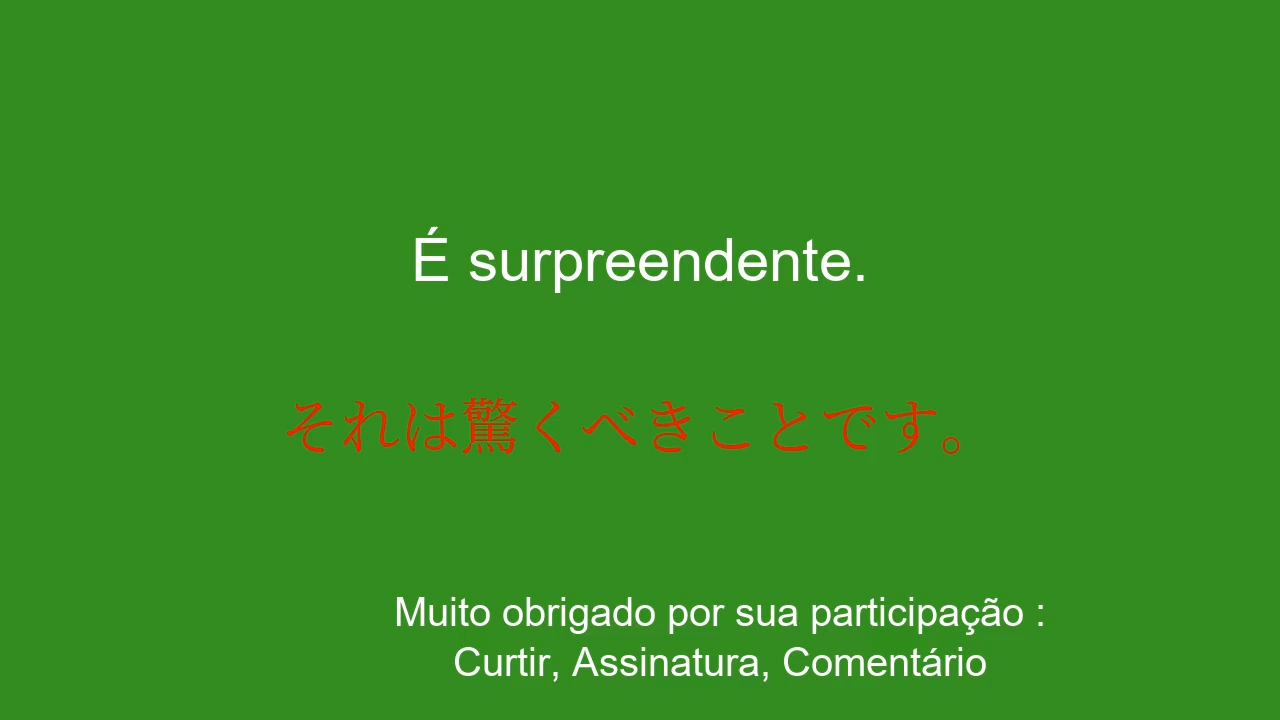 É surpreendente.
それは驚くべきことです。
Muito obrigado por sua participação :
Curtir, Assinatura, Comentário